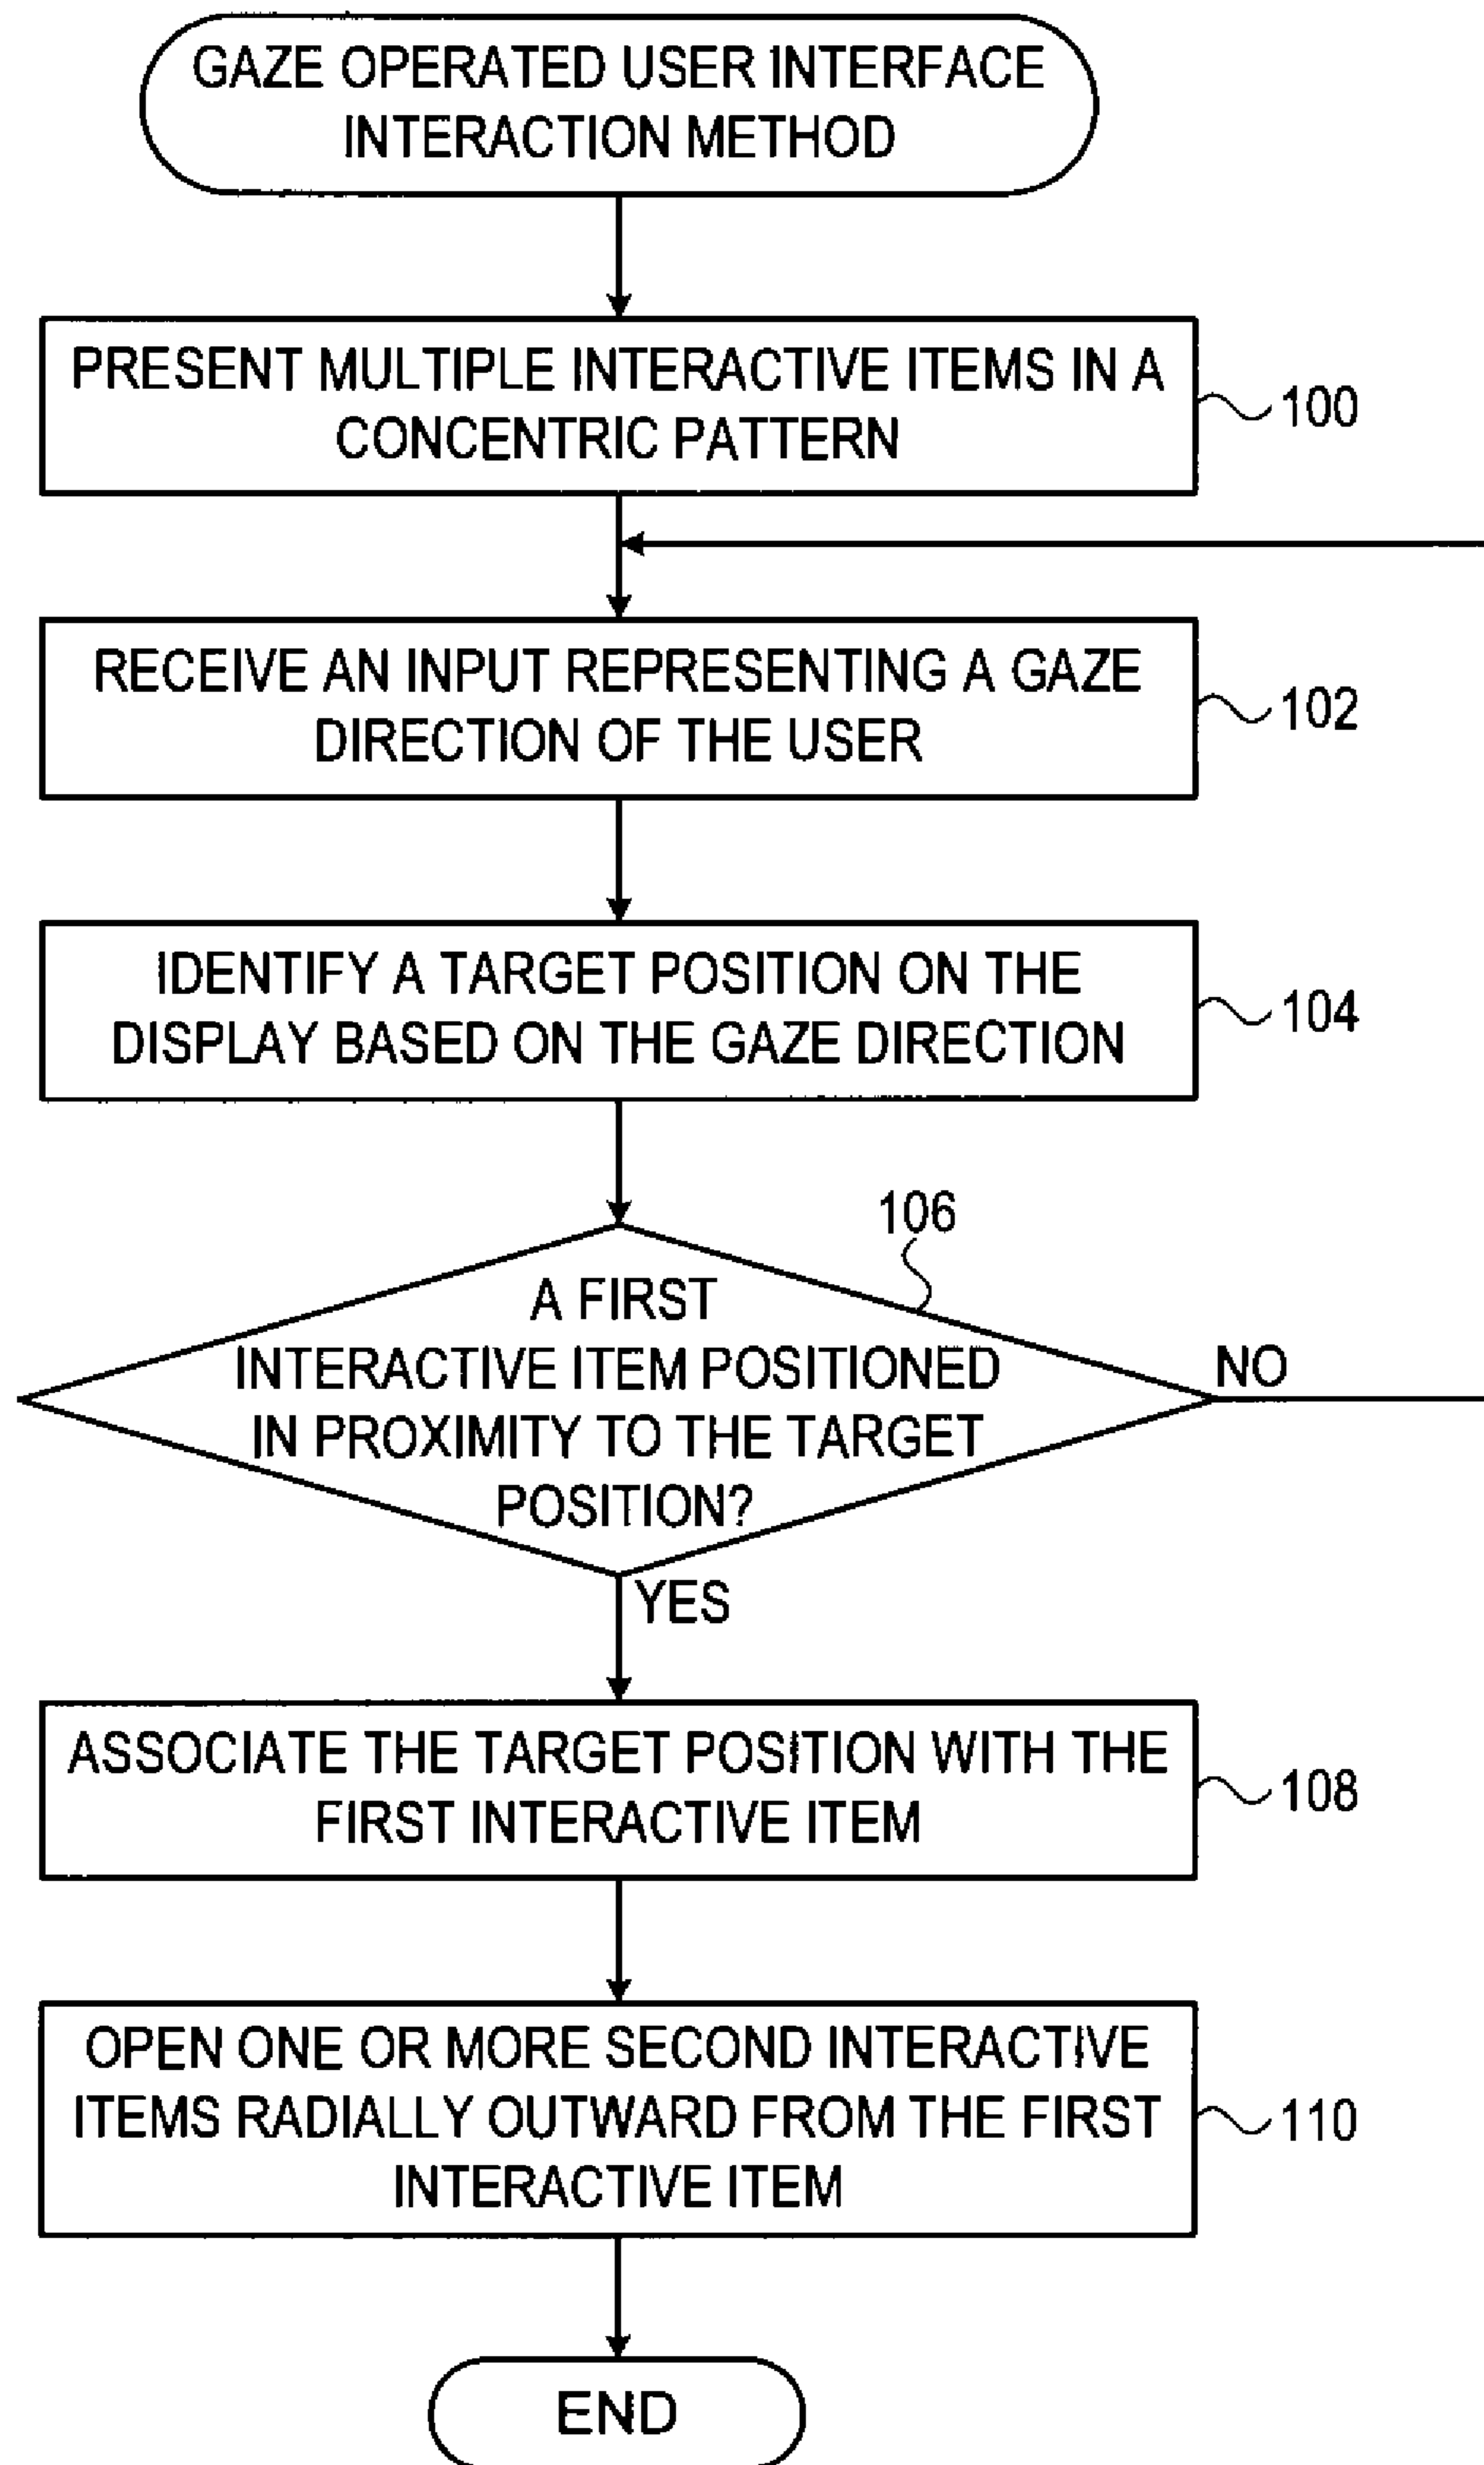 GAZE OPERATED USER INTERFACE
INTERACTION METHOD
PRESENT MULTIPLE INTERACTIVE ITEMS IN A
CONCENTRIC PATTERN
100
RECEIVE AN INPUT REPRESENTING A GAZE
DIRECTION OF THE USER
102
IDENTIFY A TARGET POSITION ON THE
DISPLAY BASED ON THE GAZE DIRECTION
104
106
A FIRST
INTERACTIVE ITEM POSITIONED
IN PROXIMITY TO THE TARGET
POSITION?
NO
YES
ASSOCIATE THE TARGET POSITION WITH THE
FIRST INTERACTIVE ITEM
108
OPEN ONE OR MORE SECOND INTERACTIVE
ITEMS RADIALLY OUTWARD FROM THE FIRST
INTERACTIVE ITEM
110
END